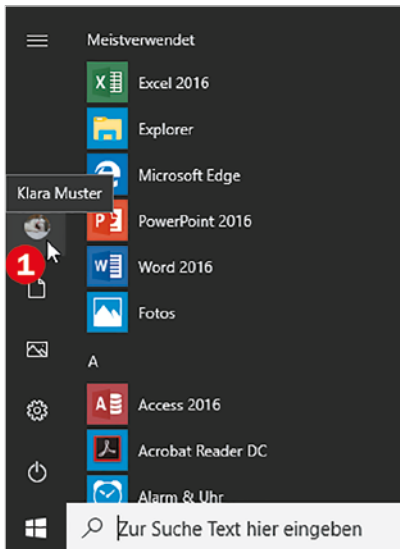 Meistverwendet
Excel 2016
Explorer
Microsoft Edge
Klara Muster
PowerPoint 2016
1
Word 2016
Fotos
A
Access 2016
Acrobat Reader DC
Alarm & Uhr
Zur Suche Text hier eingeben